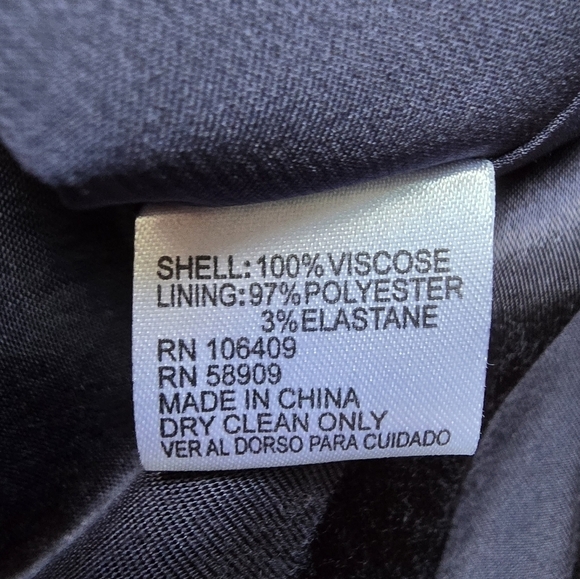 SHELL: 100% VISCOSE
LINING: 97% POLYESTER
3% ELASTANE
RN 106409
RN 58909
MADE IN CHINA
DRY CLEAN ONLY
VER AL DORSO PARA CUIDADO